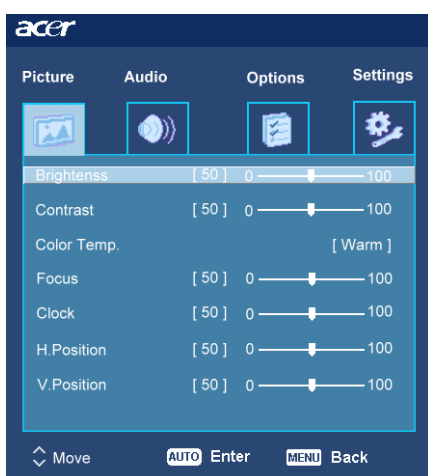 acer
Picture Audio Options Settings
Brightenss [ 50 ] 0 100
Contrast [ 50 ] 0 100
Color Temp. [ Warm ]
Focus [ 50 ] 0 100
Clock [ 50 ] 0 100
H.Position [ 50 ] 0 100
V.Position [ 50 ] 0 100
Move AUTO Enter MENU Back